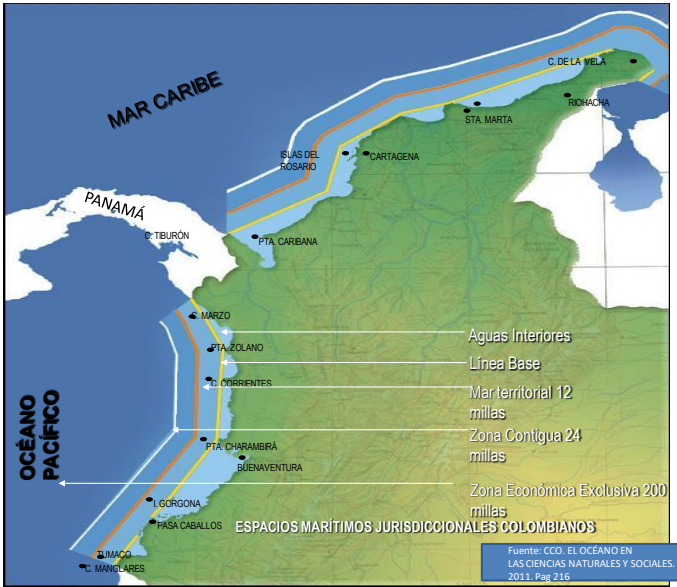 MAR CARIBE
C. DE LA VELA
RIOHACHA
STA. MARTA
ISLAS DEL
ROSARIO
CARTAGENA
PANAMÁ
C. TIBURÓN
PTA. CARIBANA
C. MARZO
Aguas Interiores
PTA. ZOLANO
Línea Base
C. CORRIENTES
Mar territorial 12
millas
OCÉANO
PACÍFICO
Zona Contigua 24
millas
PTA. CHARAMBIRÁ
BUENAVENTURA
Zona Económica Exclusiva 200
millas
I. GORGONA
PASA CABALLOS
ESPACIOS MARÍTIMOS JURISDICCIONALES COLOMBIANOS
TUMACO
C. MANGLARES
Fuente: CCO. EL OCÉANO EN
LAS CIENCIAS NATURALES Y SOCIALES.
2011. Pag 216